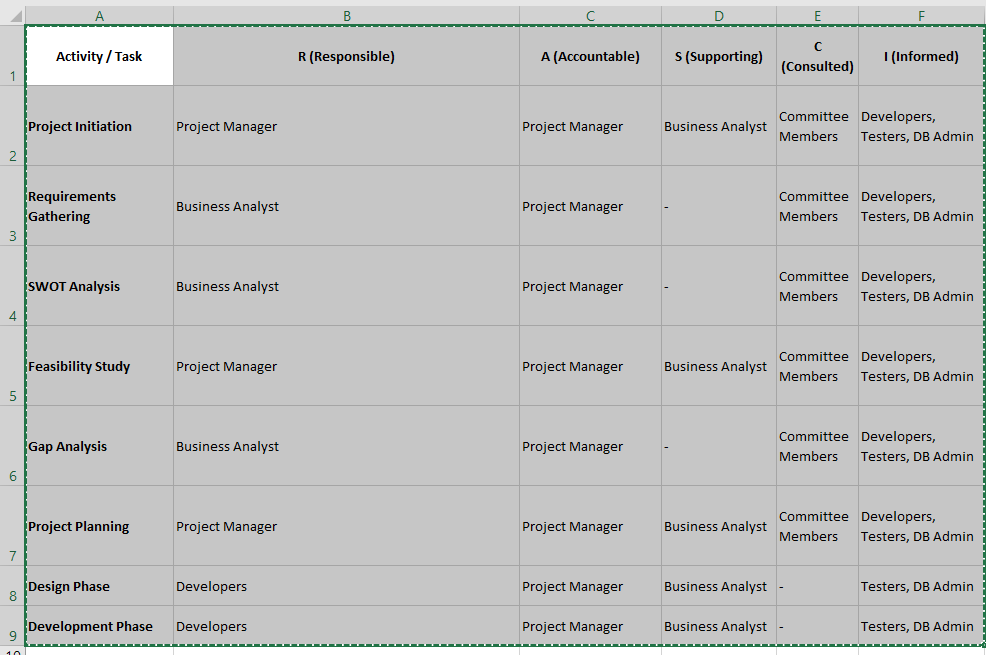 A B C D E F
1 Activity / Task R (Responsible) A (Accountable) S (Supporting) C (Consulted) I (Informed)
2 Project Initiation Project Manager Project Manager Business Analyst Committee Members Developers, Testers, DB Admin
3 Requirements Gathering Business Analyst Project Manager - Committee Members Developers, Testers, DB Admin
4 SWOT Analysis Business Analyst Project Manager - Committee Members Developers, Testers, DB Admin
5 Feasibility Study Project Manager Project Manager Business Analyst Committee Members Developers, Testers, DB Admin
6 Gap Analysis Business Analyst Project Manager - Committee Members Developers, Testers, DB Admin
7 Project Planning Project Manager Project Manager Business Analyst Committee Members Developers, Testers, DB Admin
8 Design Phase Developers Project Manager Business Analyst - Testers, DB Admin
9 Development Phase Developers Project Manager Business Analyst - Testers, DB Admin